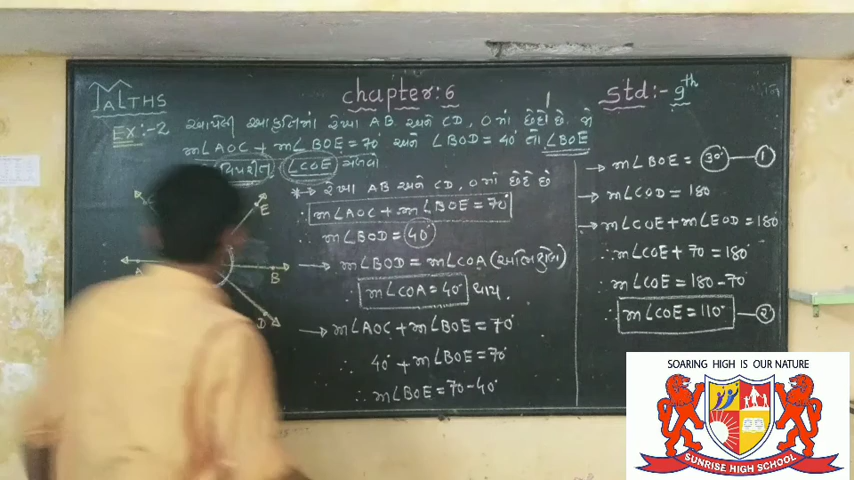 MALTHS
chapter:6
std:- 9th
Ex:-2 આપેલી આકૃતિમાં રેખા AB અને CD, O માં છેદે છે. જો
m∠AOC + m∠BOE = 70° અને ∠BOD = 40° તો ∠BOE
વિપરીત ∠COE મેળવો
E
B
D
*→ રેખા AB અને CD, O માં છેદે છે
∴ m∠AOC + m∠BOE = 70°
∴ m∠BOD = 40°
→ m∠BOD = m∠COA (અભિકોણ)
∴ m∠COA = 40° થાય.
→ m∠AOC + m∠BOE = 70°
∴ 40° + m∠BOE = 70°
∴ m∠BOE = 70 - 40°
→ m∠BOE = 30° — 1
→ m∠COD = 180
→ m∠COE + m∠EOD = 180
∴ m∠COE + 70 = 180°
∴ m∠COE = 180 - 70°
∴ m∠COE = 110° — 2
SOARING HIGH IS OUR NATURE
SUNRISE HIGH SCHOOL